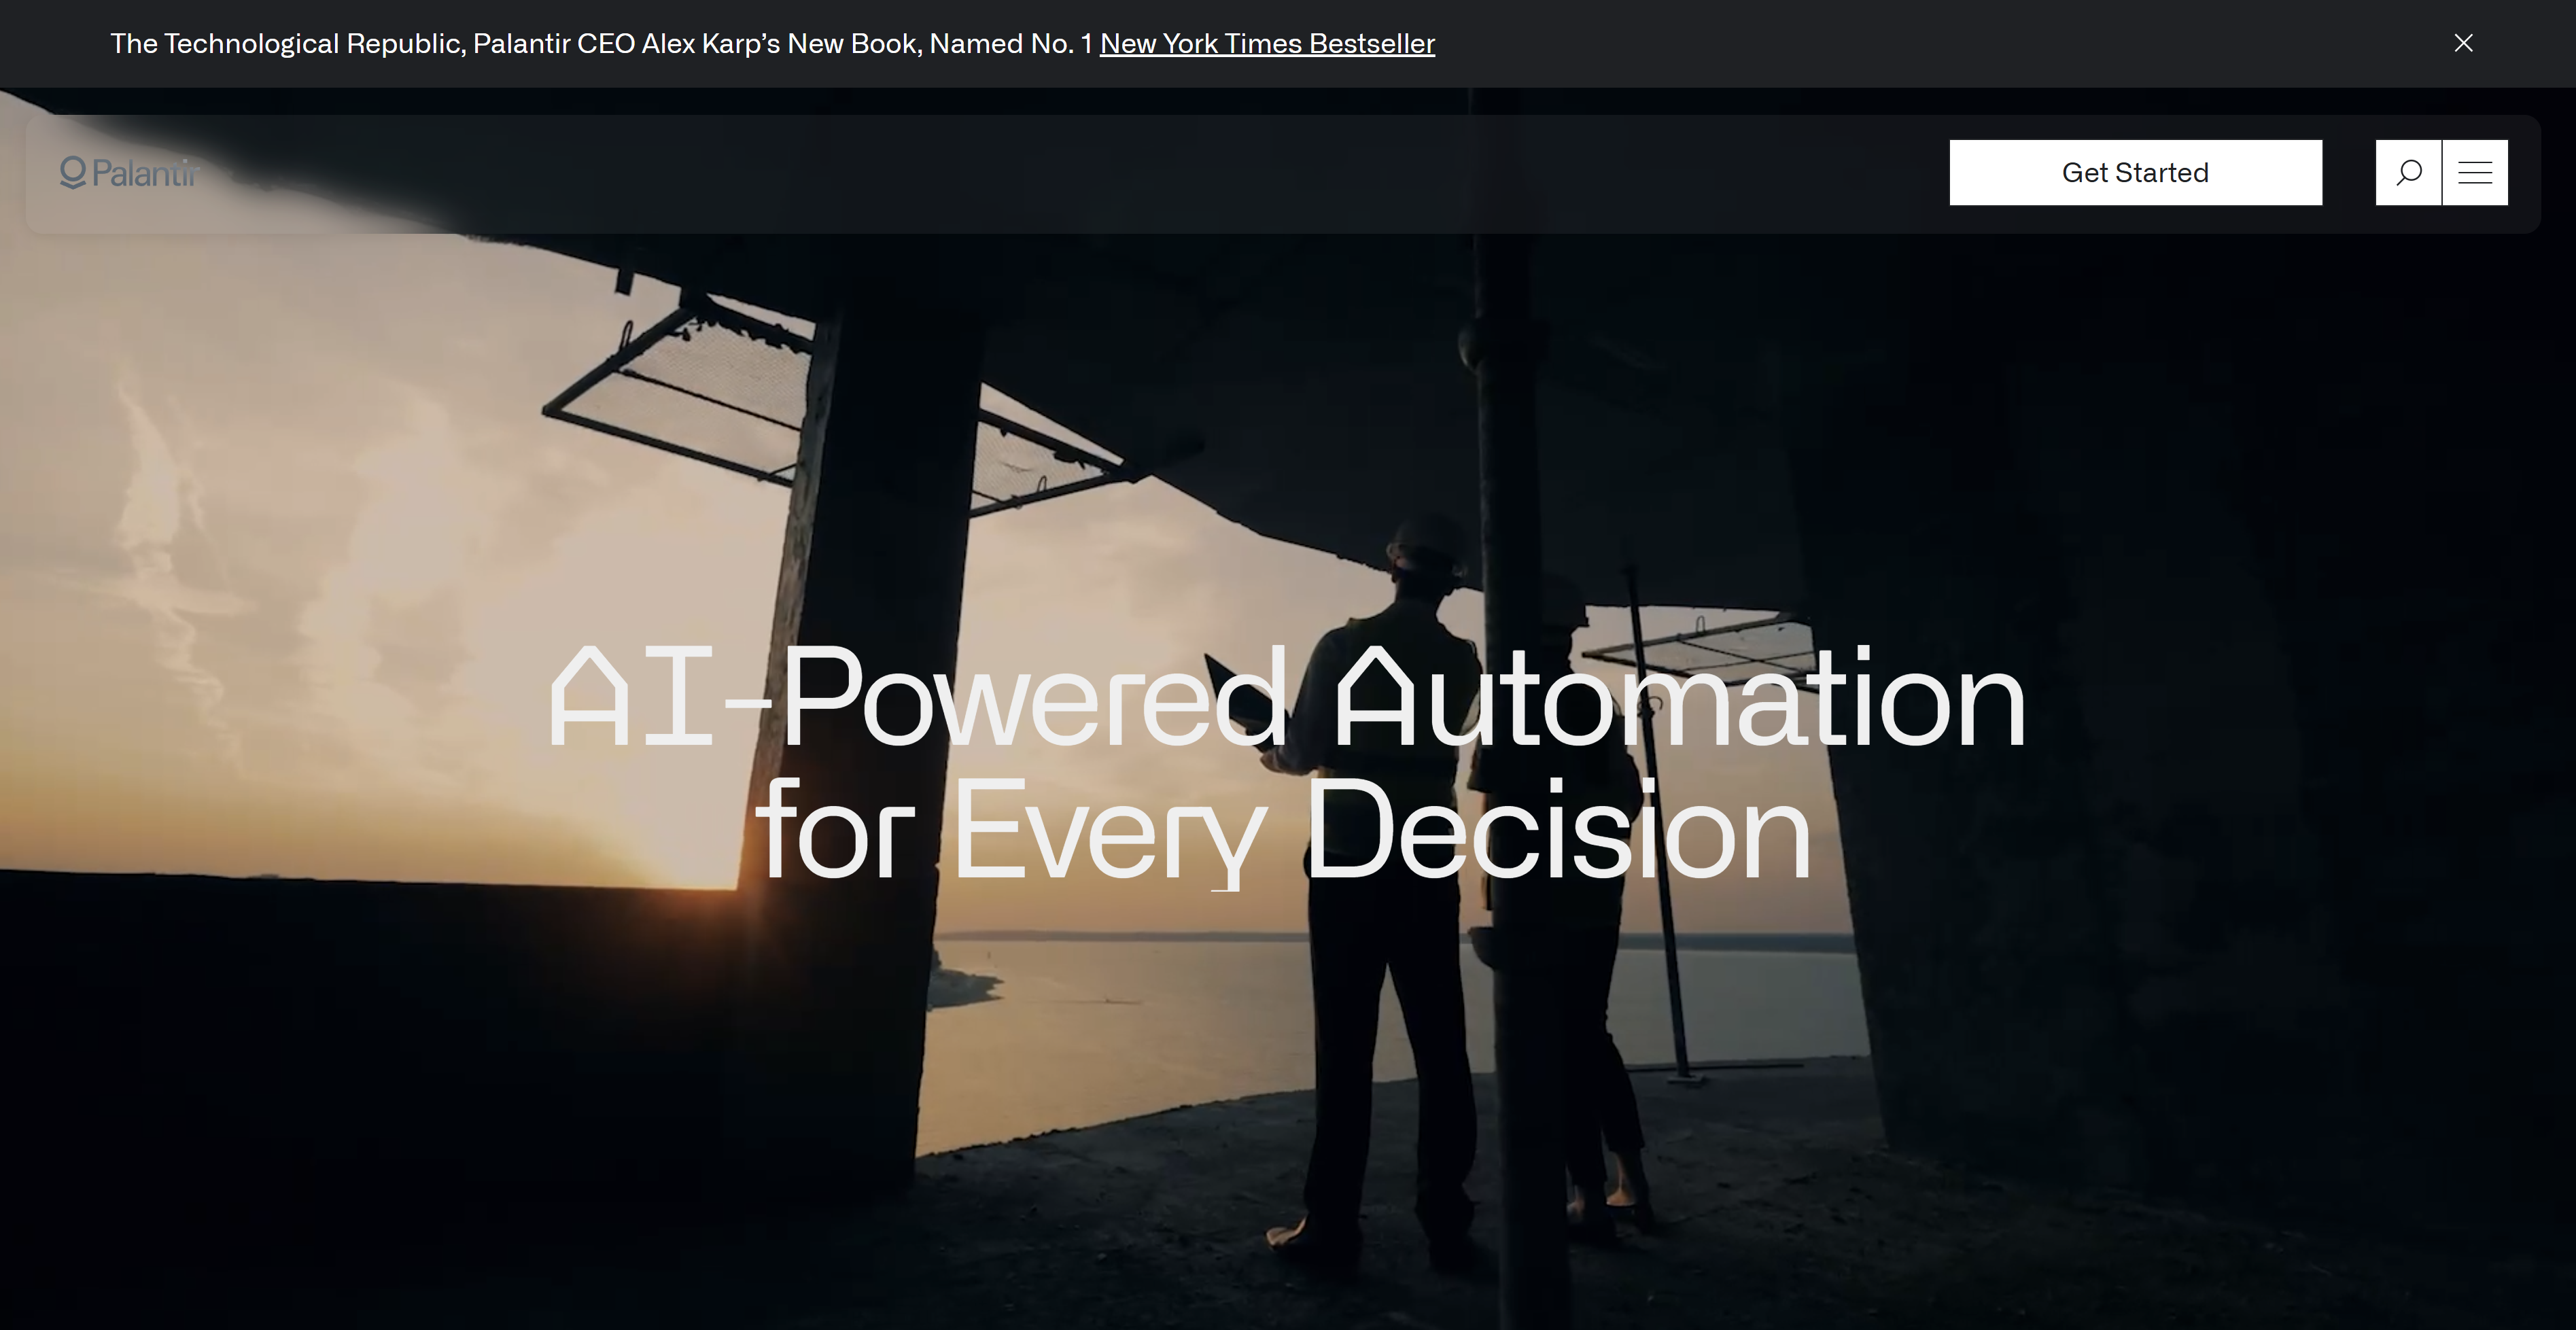 The Technological Republic, Palantir CEO Alex Karp’s New Book, Named No. 1 New York Times Bestseller
Palantir
Get Started
AI-Powered Automation
for Every Decision